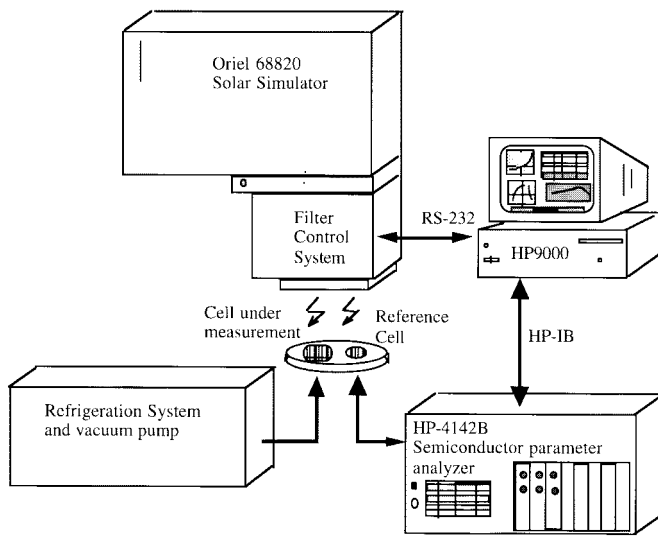 Oriel 68820
Solar Simulator
Filter
Control
System
RS-232
HP9000
Cell under
measurement
Reference
Cell
HP-IB
Refrigeration System
and vacuum pump
HP-4142B
Semiconductor parameter
analyzer